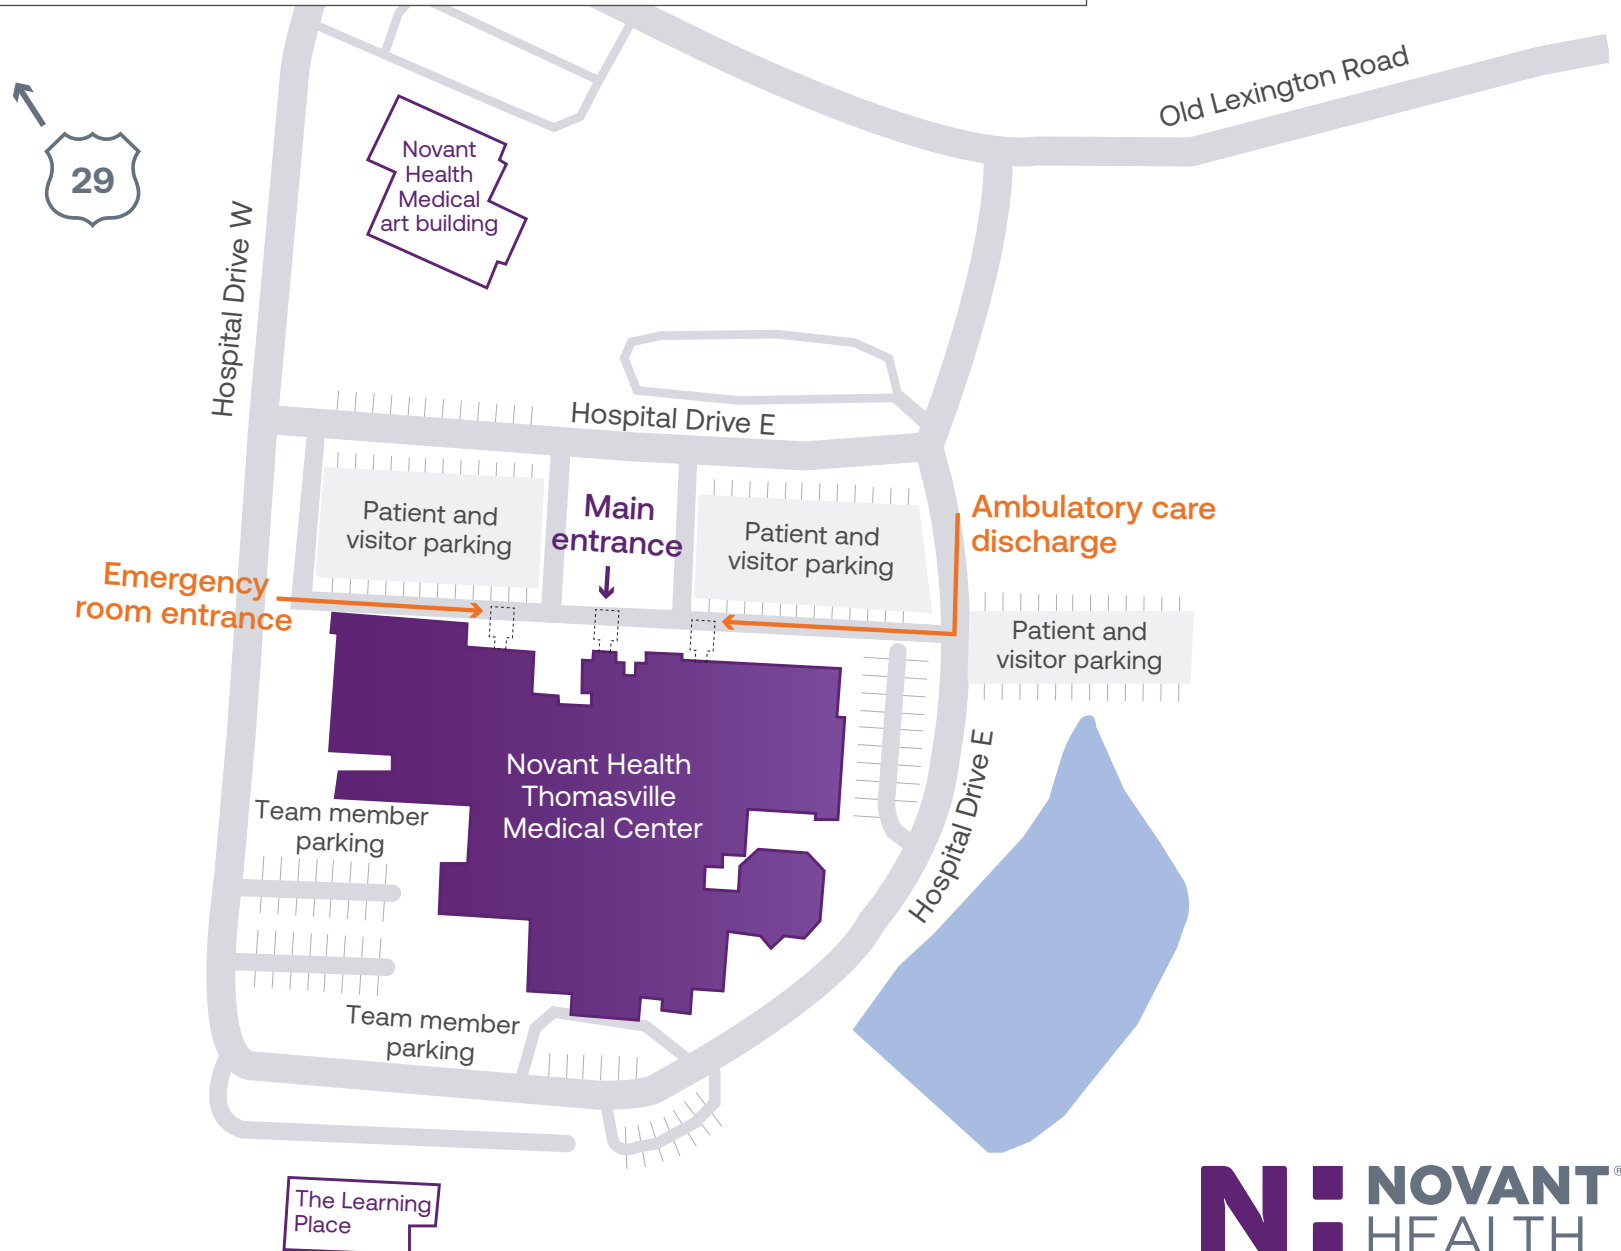 Old Lexington Road
29
Novant
Health
Medical
art building
Hospital Drive W
Hospital Drive E
Patient and
visitor parking
Main
entrance
Patient and
visitor parking
Ambulatory care
discharge
Emergency
room entrance
Patient and
visitor parking
Novant Health
Thomasville
Medical Center
Hospital Drive E
Team member
parking
Team member
parking
The Learning
Place
NOVANT®
HEALTH